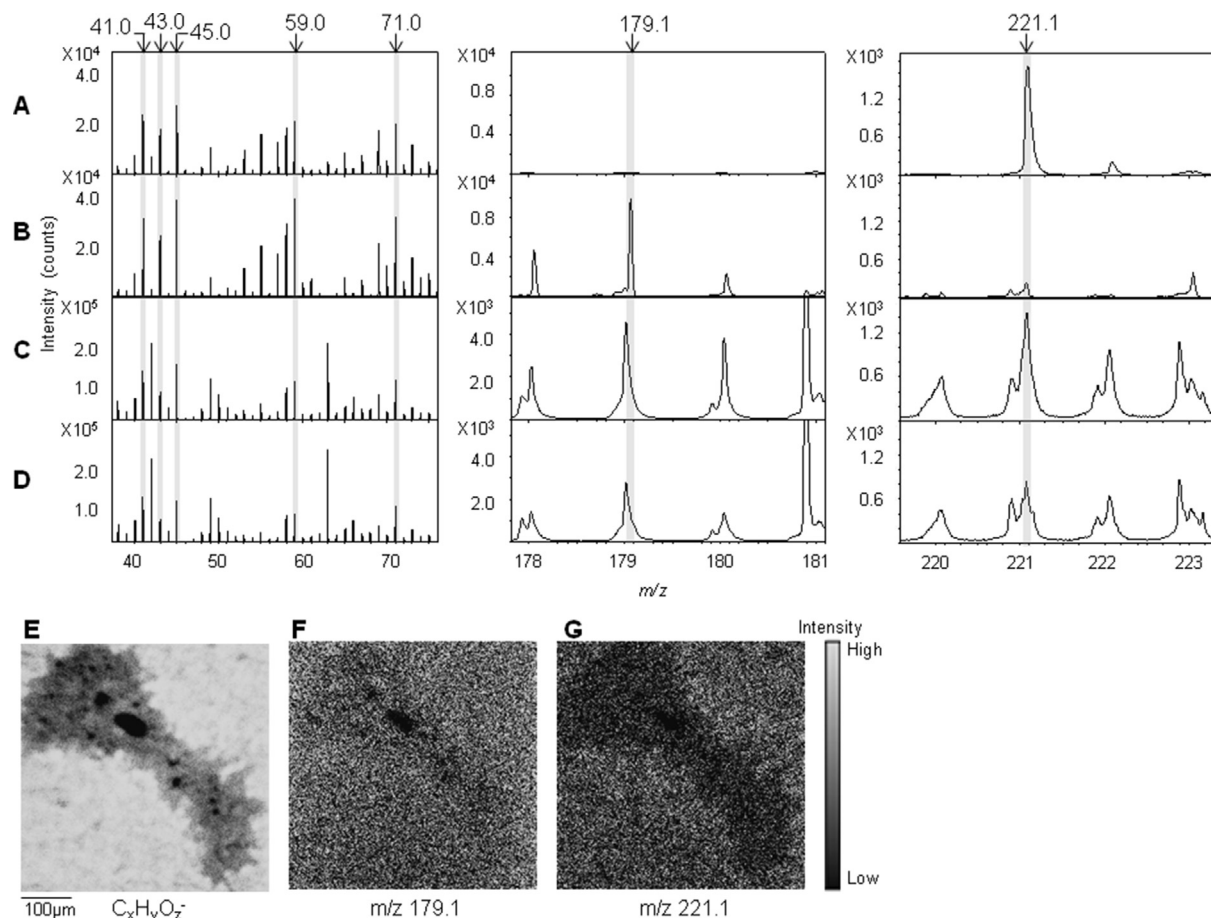 41.0 43.0 45.0 59.0 71.0 179.1 221.1
X10⁴ X10⁴ X10³
4.0 0.8 1.2
A
2.0 0.4 0.6
X10⁴ X10⁴ X10³
4.0 0.8 1.2
B
2.0 0.4 0.6
Intensity (counts)
X10⁵ X10³ X10³
2.0 4.0 1.2
C
1.0 2.0 0.6
X10⁵ X10³ X10³
2.0 4.0 1.2
D
1.0 2.0 0.6
40 50 60 70 178 179 180 181 220 221 222 223
m/z
E F G Intensity
High
Low
100μm CxHyOz- m/z 179.1 m/z 221.1